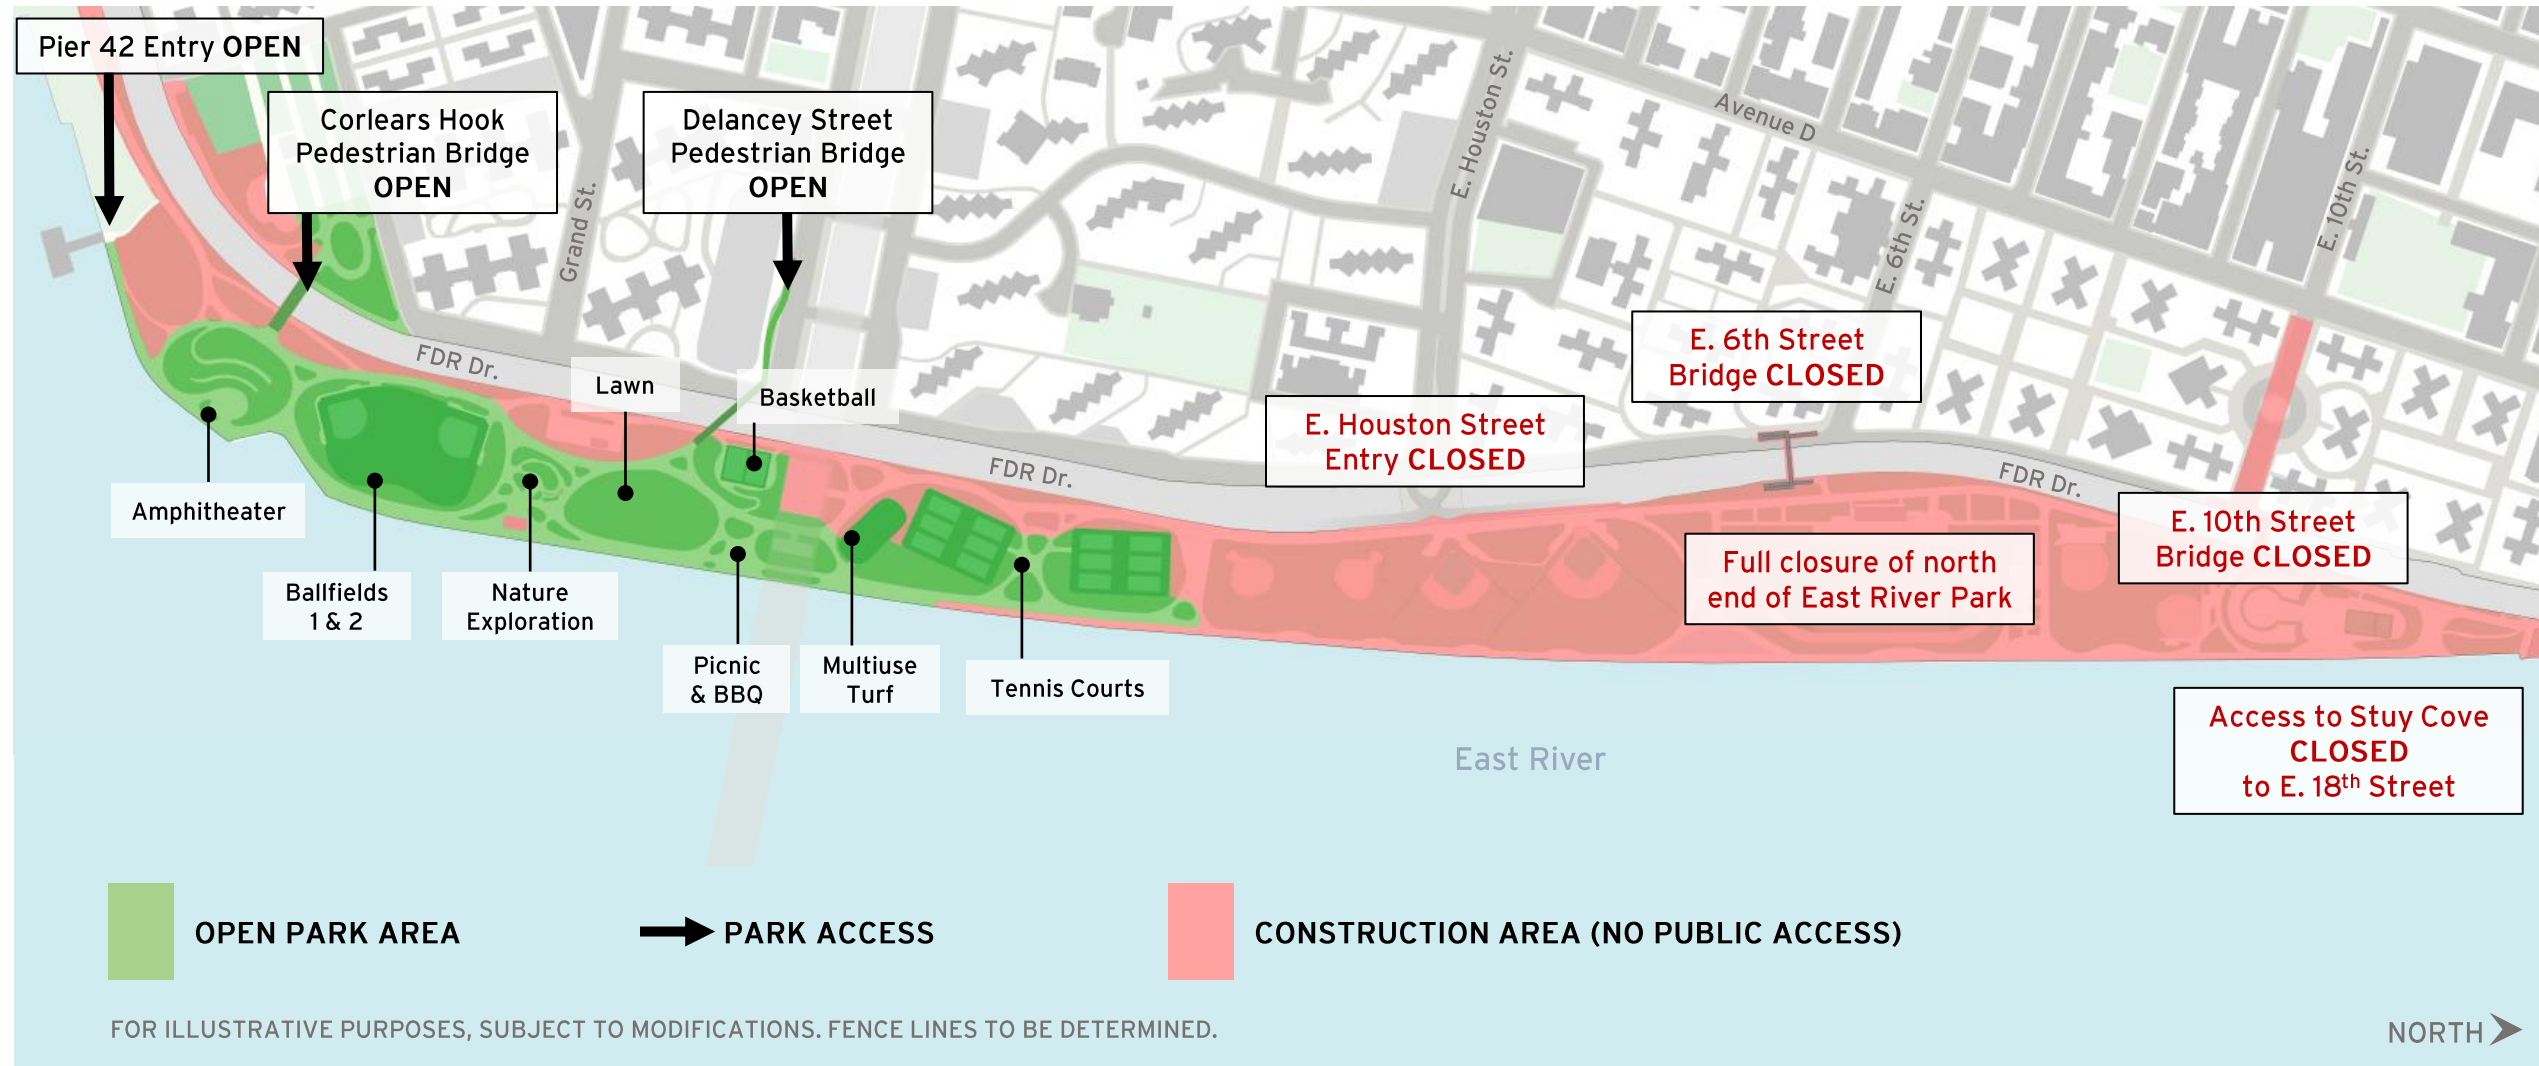 Pier 42 Entry OPEN
Corlears Hook
Pedestrian Bridge
OPEN
Delancey Street
Pedestrian Bridge
OPEN
Grand St.
E. Houston St.
Avenue D
E. 6th St.
E. 10th St.
FDR Dr.
Lawn
Basketball
FDR Dr.
E. Houston Street
Entry CLOSED
E. 6th Street
Bridge CLOSED
FDR Dr.
E. 10th Street
Bridge CLOSED
Full closure of north
end of East River Park
Amphitheater
Ballfields
1 & 2
Nature
Exploration
Picnic
& BBQ
Multiuse
Turf
Tennis Courts
East River
Access to Stuy Cove
CLOSED
to E. 18th Street
OPEN PARK AREA
PARK ACCESS
CONSTRUCTION AREA (NO PUBLIC ACCESS)
FOR ILLUSTRATIVE PURPOSES, SUBJECT TO MODIFICATIONS. FENCE LINES TO BE DETERMINED.
NORTH